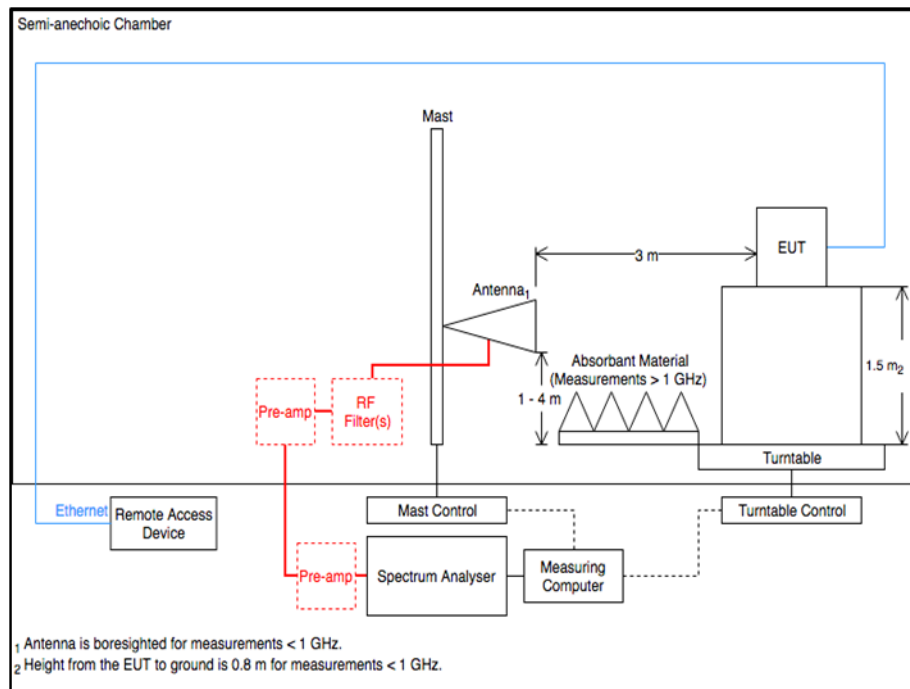 Semi-anechoic Chamber
Mast
EUT
3 m
Antenna1
1.5 m2
Absorbant Material
(Measurements > 1 GHz)
1 - 4 m
Pre-amp
RF
Filter(s)
Turntable
Ethernet
Remote Access
Device
Mast Control
Turntable Control
Pre-amp
Spectrum Analyser
Measuring
Computer
1 Antenna is boresighted for measurements < 1 GHz.
2 Height from the EUT to ground is 0.8 m for measurements < 1 GHz.